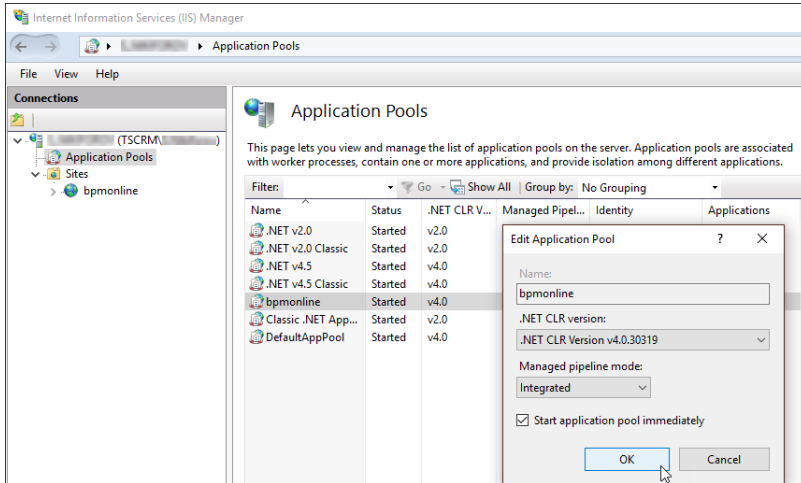 Internet Information Services (IIS) Manager
Application Pools
File View Help
Connections
(TSCRM\ )
Application Pools
Sites
bpmonline
Application Pools
This page lets you view and manage the list of application pools on the server. Application pools are associated
with worker processes, contain one or more applications, and provide isolation among different applications.
Filter: Go Show All Group by: No Grouping
Name Status .NET CLR V... Managed Pipel... Identity Applications
.NET v2.0 Started v2.0
.NET v2.0 Classic Started v2.0
.NET v4.5 Started v4.0
.NET v4.5 Classic Started v4.0
bpmonline Started v4.0
Classic .NET App... Started v2.0
DefaultAppPool Started v4.0
Edit Application Pool ?
Name:
bpmonline
.NET CLR version:
.NET CLR Version v4.0.30319
Managed pipeline mode:
Integrated
Start application pool immediately
OK Cancel